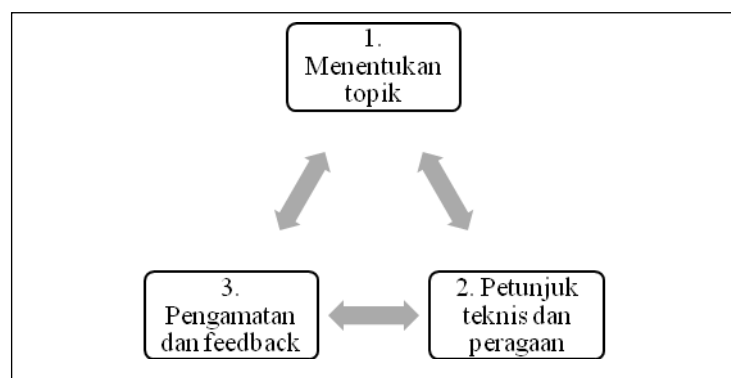 1.
Menentukan
topik
3.
Pengamatan
dan feedback
2. Petunjuk
teknis dan
peragaan